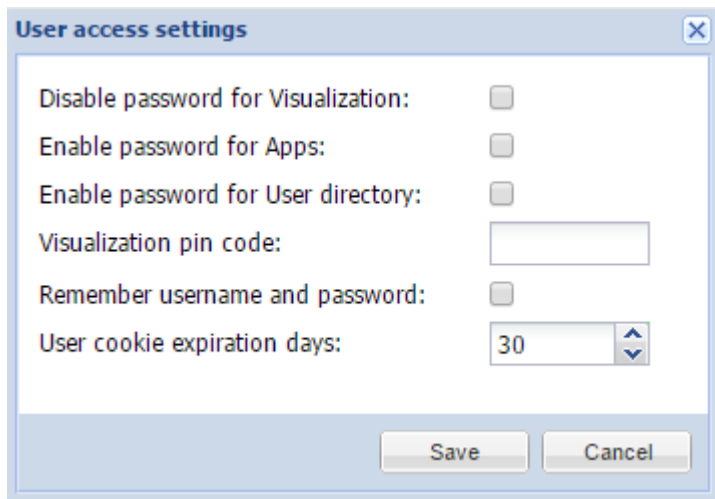 User access settings
Disable password for Visualization:
Enable password for Apps:
Enable password for User directory:
Visualization pin code:
Remember username and password:
User cookie expiration days: 30
Save Cancel